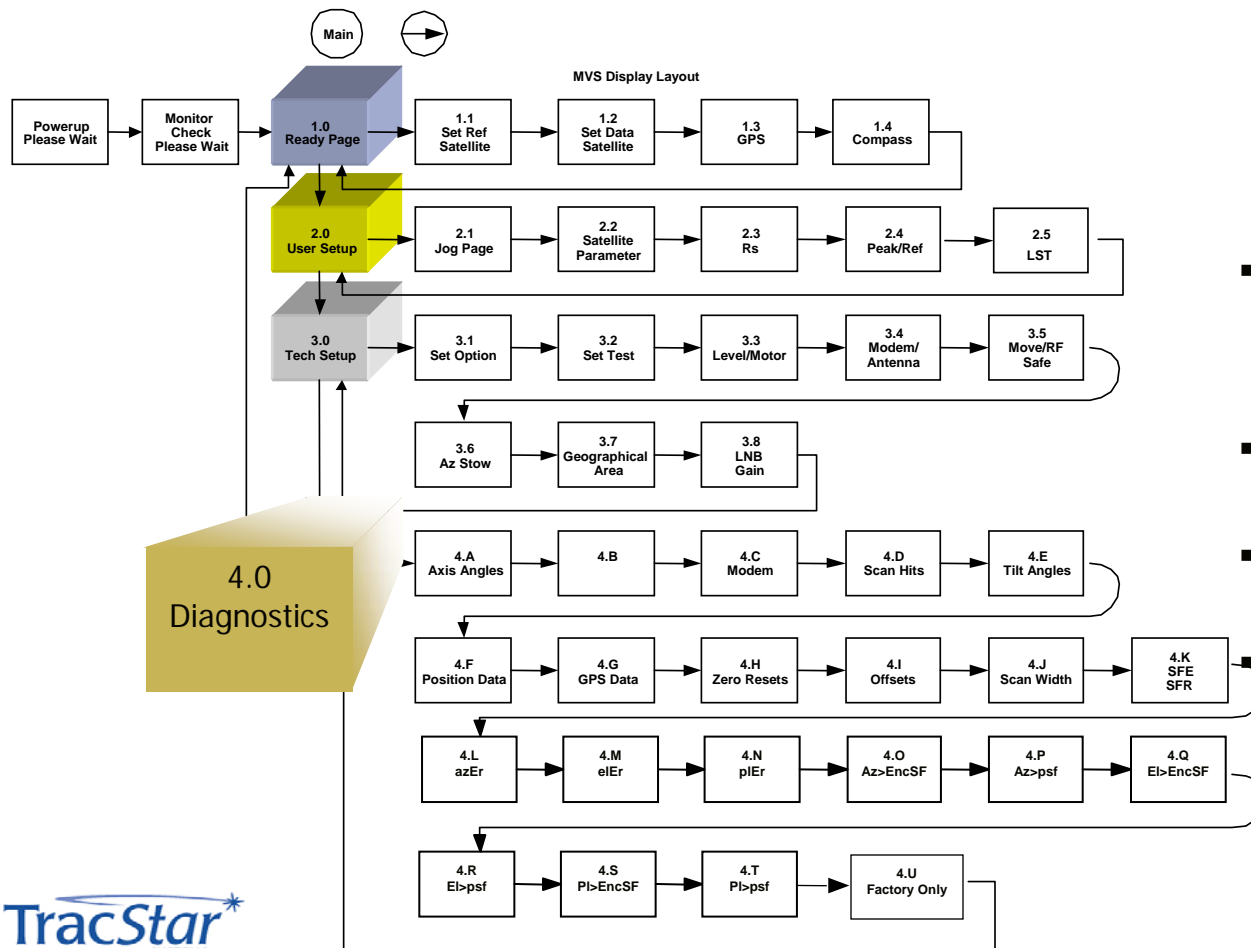 Main
MVS Display Layout
Powerup
Please Wait
Monitor
Check
Please Wait
1.0
Ready Page
1.1
Set Ref
Satellite
1.2
Set Data
Satellite
1.3
GPS
1.4
Compass
2.0
User Setup
2.1
Jog Page
2.2
Satellite
Parameter
2.3
Rs
2.4
Peak/Ref
2.5
LST
3.0
Tech Setup
3.1
Set Option
3.2
Set Test
3.3
Level/Motor
3.4
Modem/
Antenna
3.5
Move/RF
Safe
3.6
Az Stow
3.7
Geographical
Area
3.8
LNB
Gain
4.0
Diagnostics
4.A
Axis Angles
4.B
4.C
Modem
4.D
Scan Hits
4.E
Tilt Angles
4.F
Position Data
4.G
GPS Data
4.H
Zero Resets
4.I
Offsets
4.J
Scan Width
4.K
SFE
SFR
4.L
azEr
4.M
elEr
4.N
plEr
4.O
Az>EncSF
4.P
Az>psf
4.Q
El>EncSF
4.R
El>psf
4.S
Pl>EncSF
4.T
Pl>psf
4.U
Factory Only
TracStar